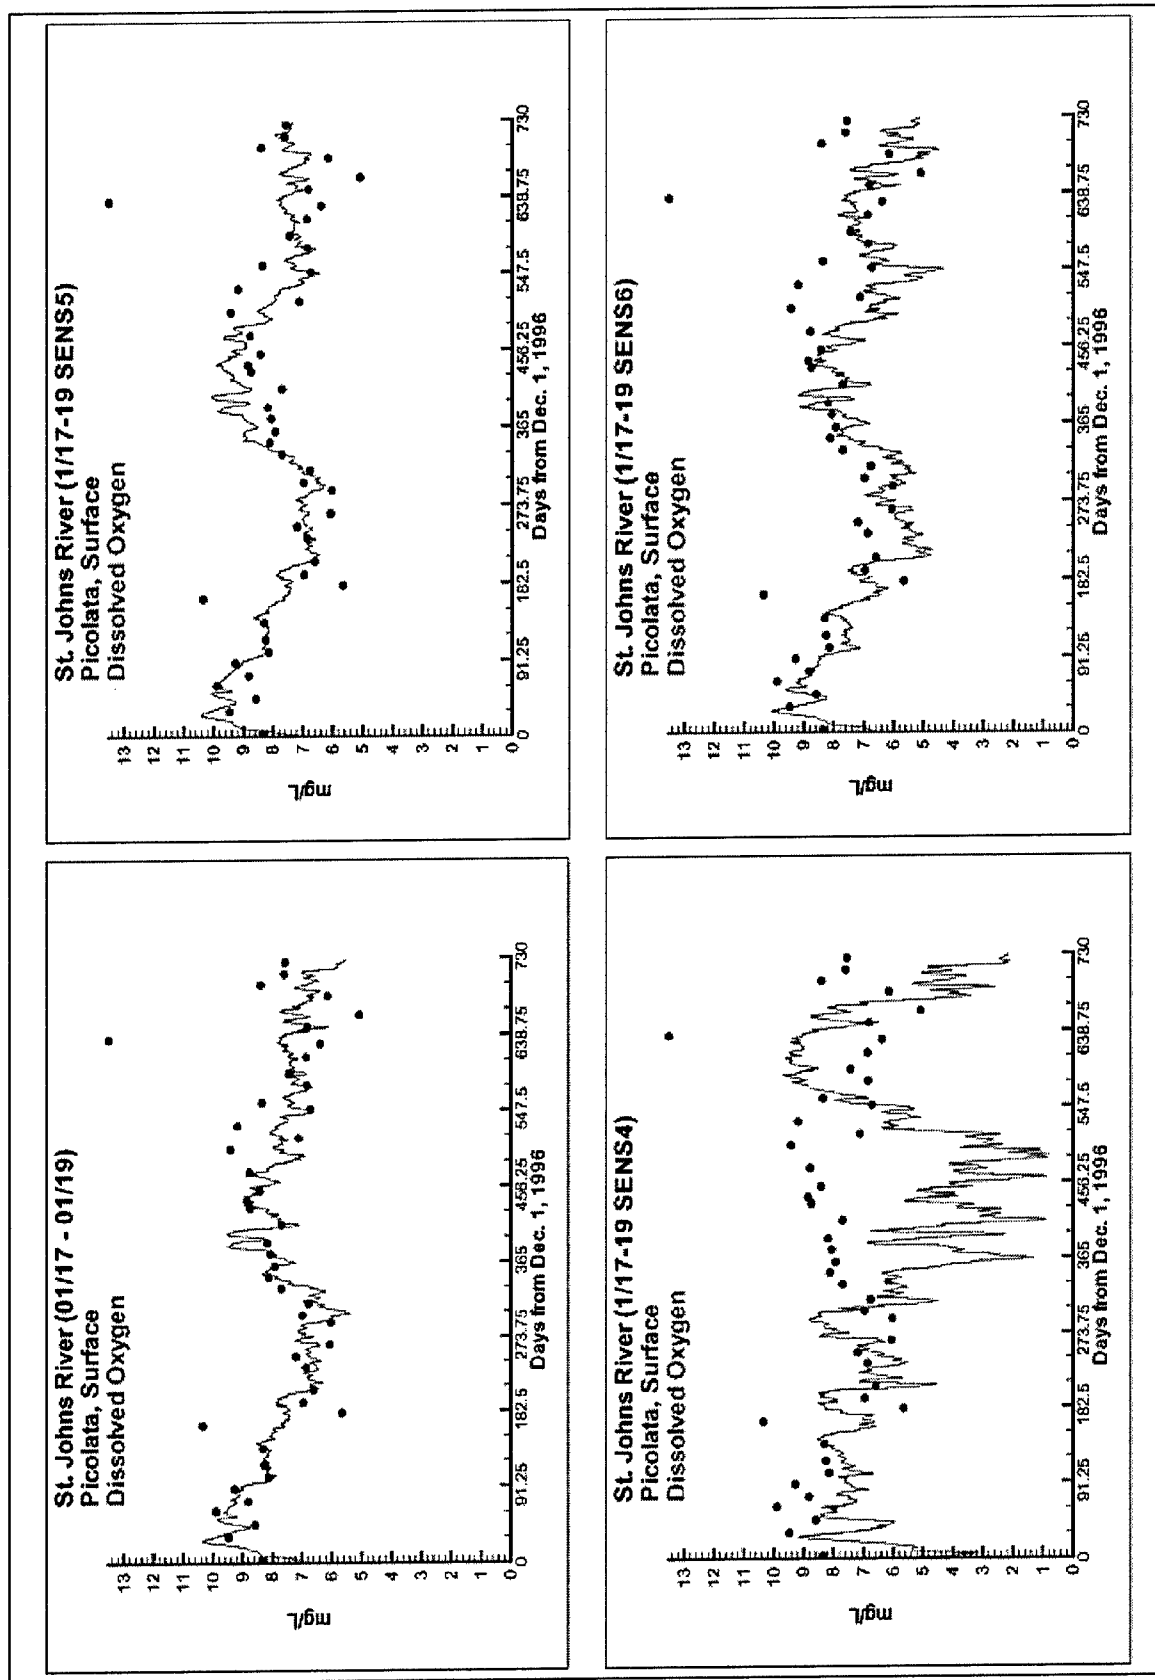 St. Johns River (01/17 - 01/19)
Picolata, Surface
Dissolved Oxygen
13
12
11
10
9
8
7
6
5
4
3
2
1
0
mg/L
0 91.25 182.5 273.75 365 456.25 547.5 638.75 730
Days from Dec. 1, 1996
St. Johns River (1/17-19 SENS5)
Picolata, Surface
Dissolved Oxygen
13
12
11
10
9
8
7
6
5
4
3
2
1
0
mg/L
0 91.25 182.5 273.75 365 456.25 547.5 638.75 730
Days from Dec. 1, 1996
St. Johns River (1/17-19 SENS4)
Picolata, Surface
Dissolved Oxygen
13
12
11
10
9
8
7
6
5
4
3
2
1
0
mg/L
0 91.25 182.5 273.75 365 456.25 547.5 638.75 730
Days from Dec. 1, 1996
St. Johns River (1/17-19 SENS6)
Picolata, Surface
Dissolved Oxygen
13
12
11
10
9
8
7
6
5
4
3
2
1
0
mg/L
0 91.25 182.5 273.75 365 456.25 547.5 638.75 730
Days from Dec. 1, 1996